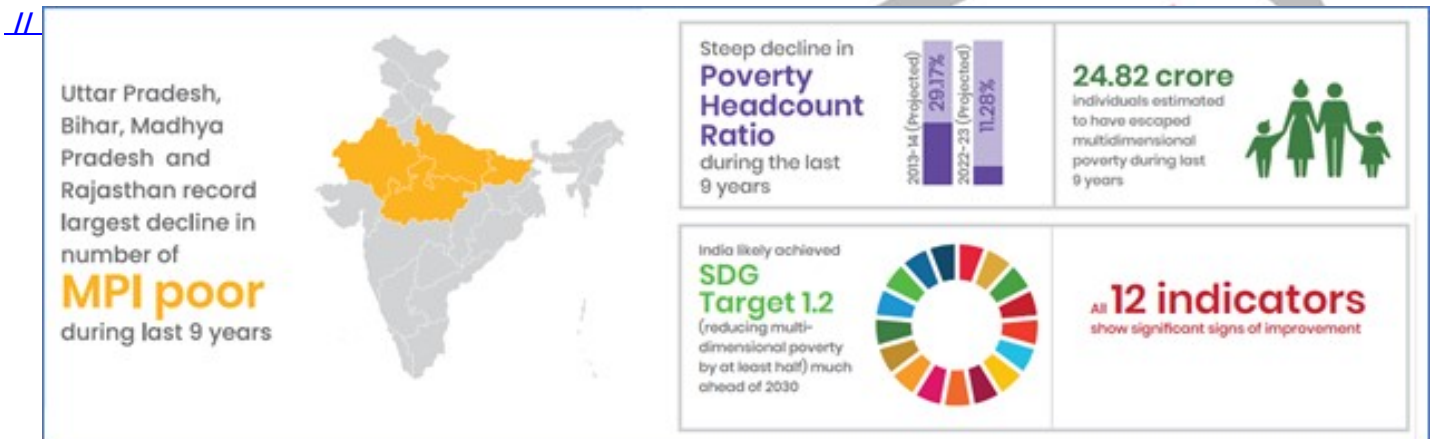 //
Uttar Pradesh,
Bihar, Madhya
Pradesh and
Rajasthan record
largest decline in
number of
MPI poor
during last 9 years
Steep decline in
Poverty
Headcount
Ratio
during the last
9 years
2013-14 (Projected)
29.17%
2022-23 (Projected)
11.28%
24.82 crore
individuals estimated
to have escaped
multidimensional
poverty during last
9 years
India likely achieved
SDG
Target 1.2
(reducing multi-
dimensional poverty
by at least half) much
ahead of 2030
All 12 indicators
show significant signs of improvement